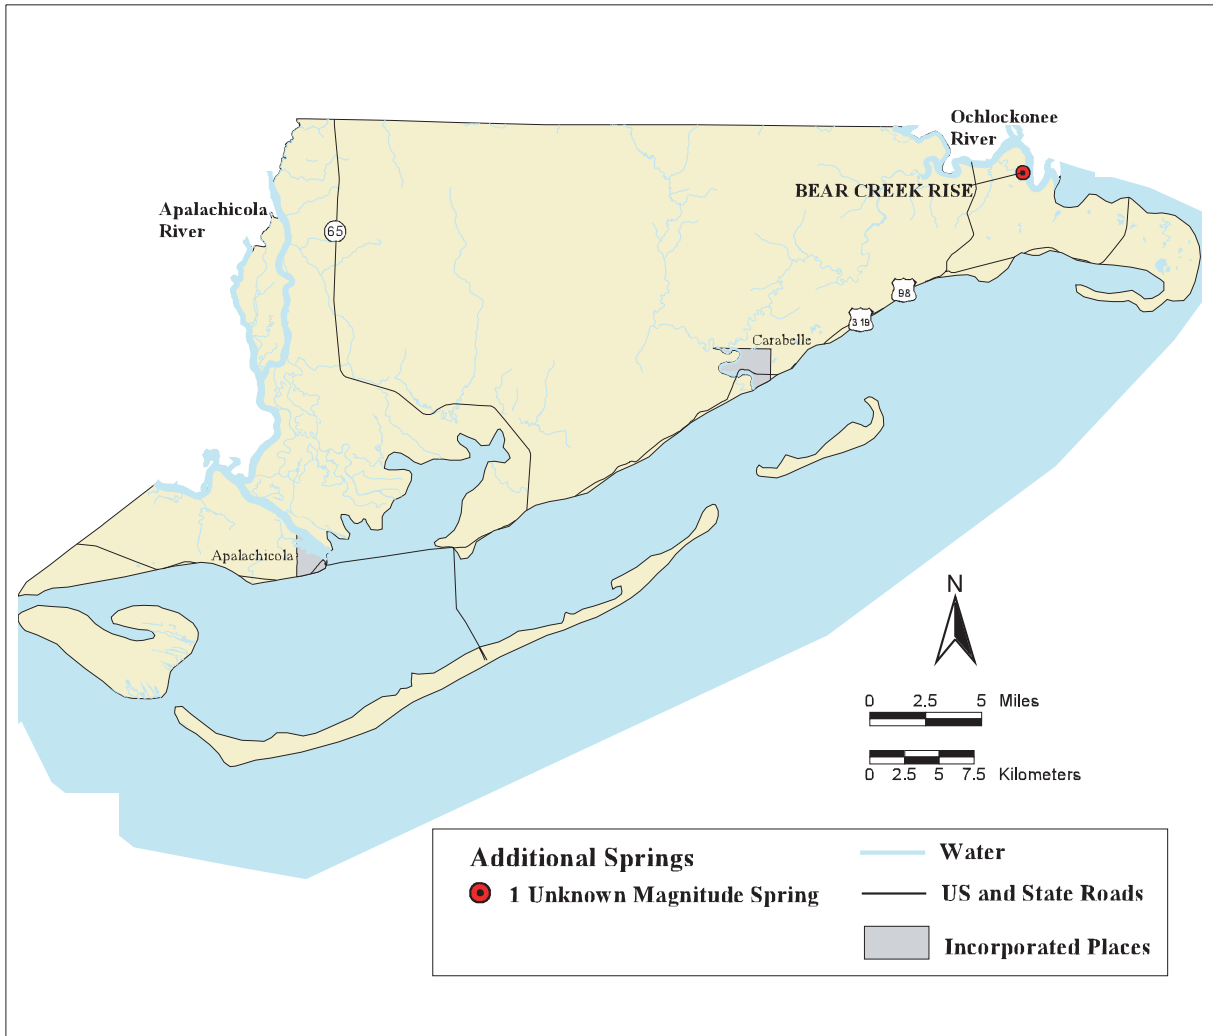 Ochlockonee
River
BEAR CREEK RISE
Apalachicola
River
65
98
319
Carabelle
Apalachicola
N
0 2.5 5 Miles
0 2.5 5 7.5 Kilometers
Additional Springs
1 Unknown Magnitude Spring
Water
US and State Roads
Incorporated Places